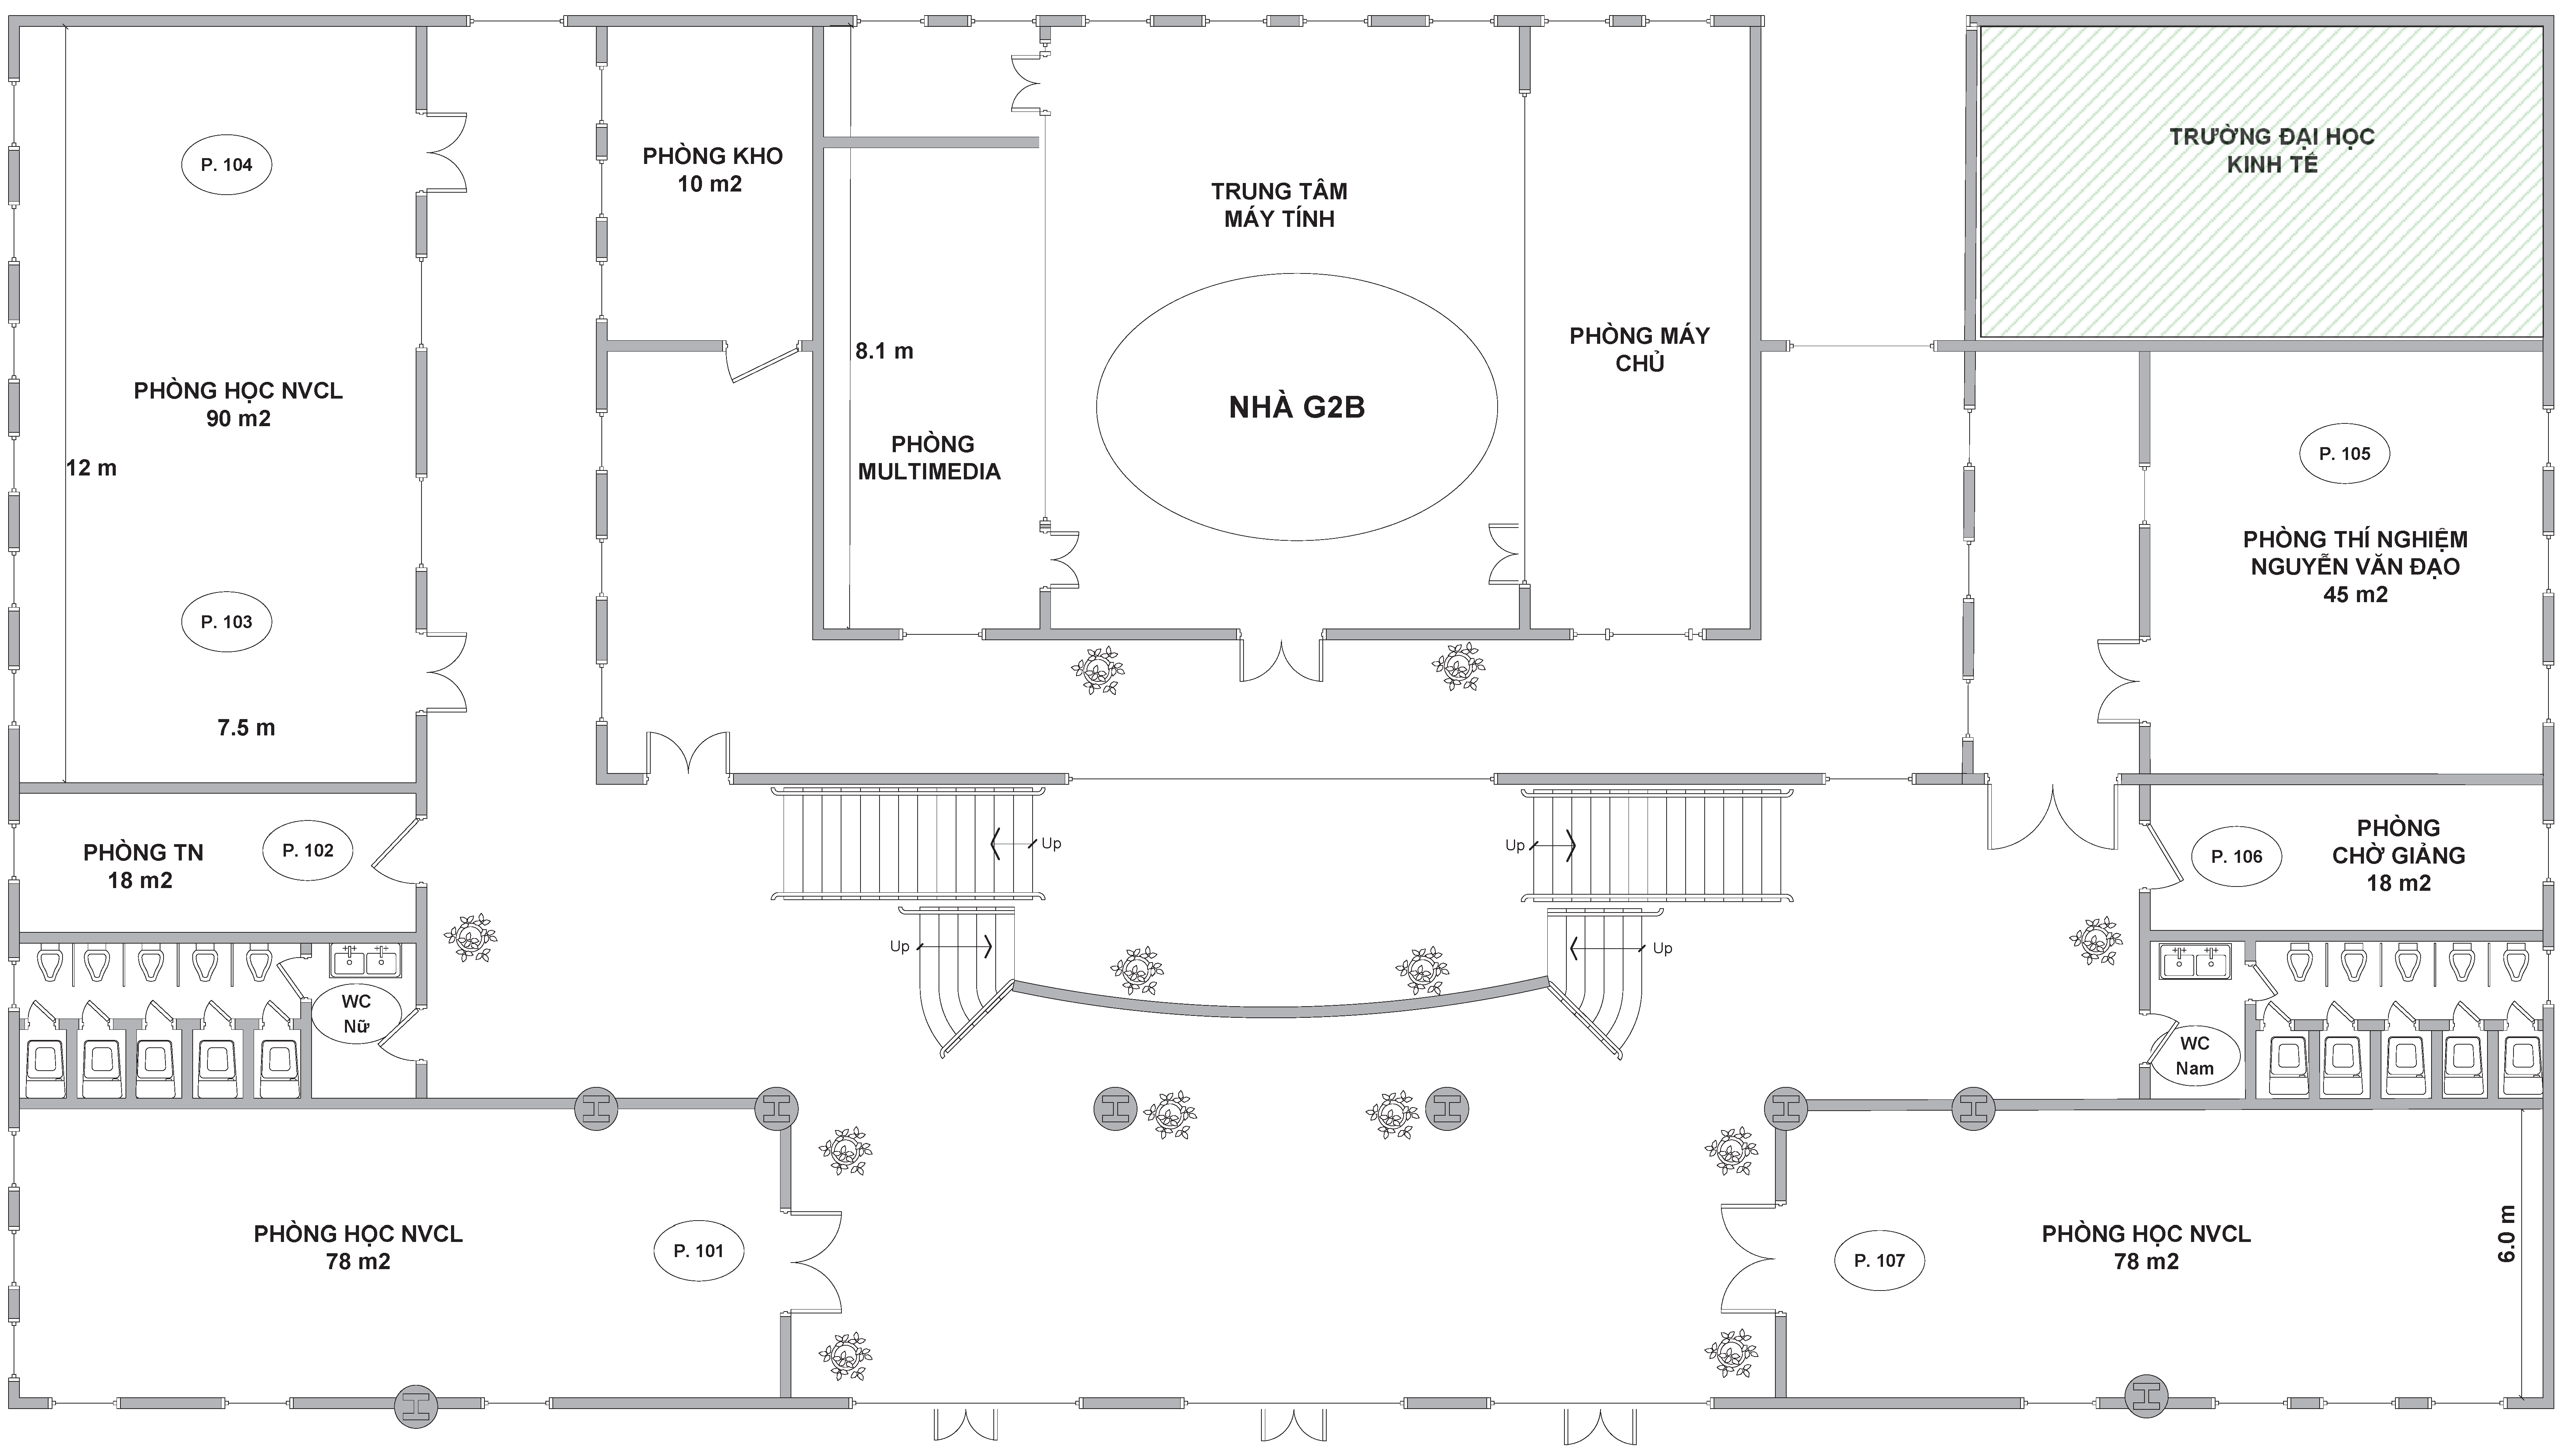 P. 104
PHÒNG HỌC NVCL
90 m2
12 m
P. 103
7.5 m
PHÒNG KHO
10 m2
8.1 m
PHÒNG
MULTIMEDIA
TRUNG TÂM
MÁY TÍNH
NHÀ G2B
PHÒNG MÁY
CHỦ
TRƯỜNG ĐẠI HỌC
KINH TẾ
P. 105
PHÒNG THÍ NGHIỆM
NGUYỄN VĂN ĐẠO
45 m2
PHÒNG TN
18 m2
P. 102
Up
Up
Up
Up
P. 106
PHÒNG
CHỜ GIẢNG
18 m2
WC
Nữ
WC
Nam
PHÒNG HỌC NVCL
78 m2
P. 101
P. 107
PHÒNG HỌC NVCL
78 m2
6.0 m